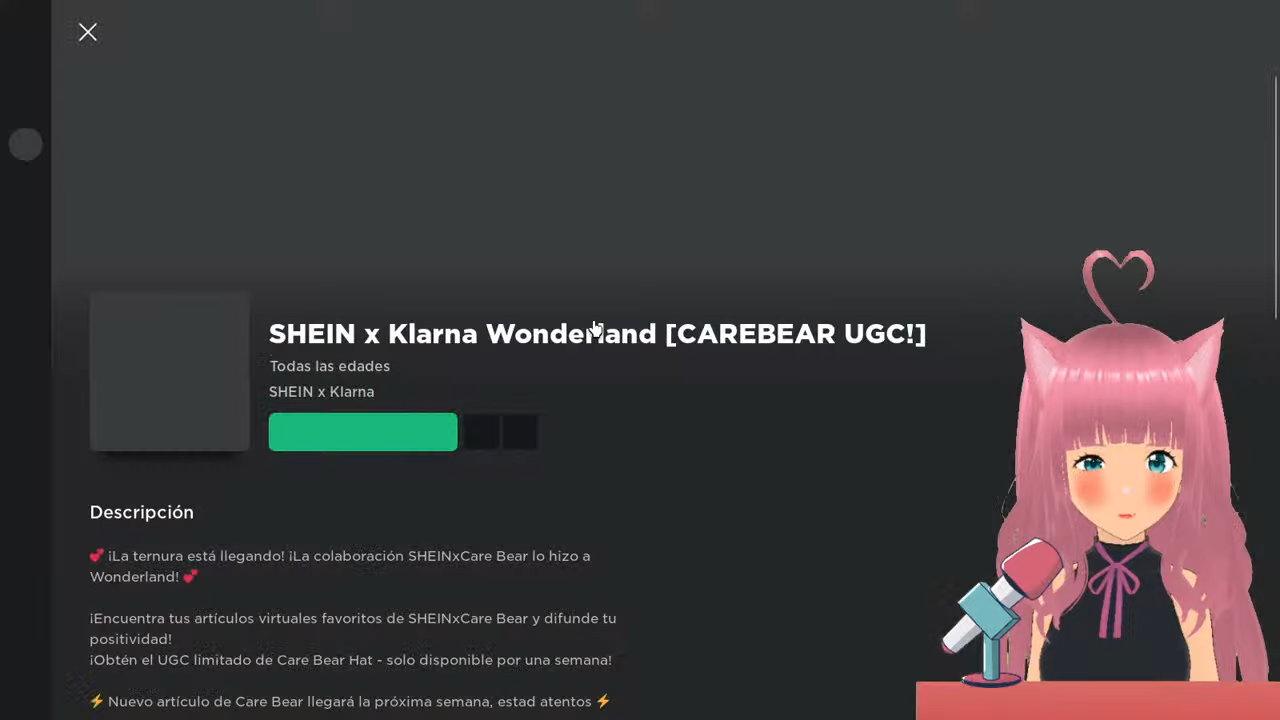 SHEIN x Klarna Wonderland [CAREBEAR UGC!]
Todas las edades
SHEIN x Klarna
Descripción
💕 ¡La ternura está llegando! ¡La colaboración SHEINxCare Bear lo hizo a
Wonderland! 💕
¡Encuentra tus artículos virtuales favoritos de SHEINxCare Bear y difunde tu
positividad!
¡Obtén el UGC limitado de Care Bear Hat - solo disponible por una semana!
⚡ Nuevo artículo de Care Bear llegará la próxima semana, estad atentos ⚡